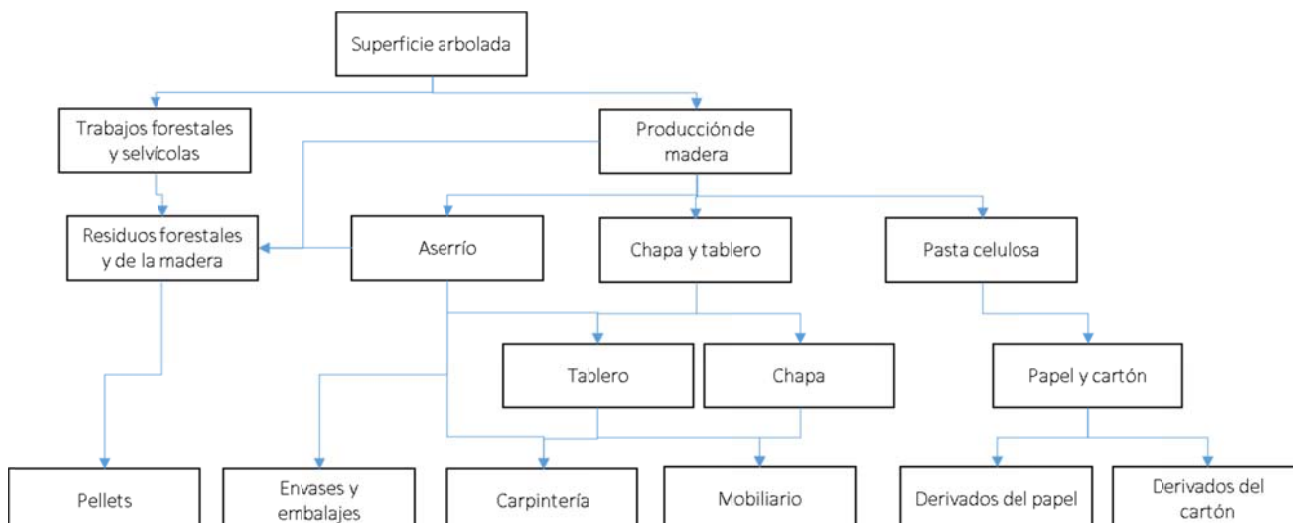 Superficie arbolada
Trabajos forestales
y selvícolas
Producción de
madera
Residuos forestales
y de la madera
Aserrío
Chapa y tablero
Pasta celulosa
Tablero
Chapa
Papel y cartón
Pellets
Envases y
embalajes
Carpintería
Mobiliario
Derivados del papel
Derivados del
cartón